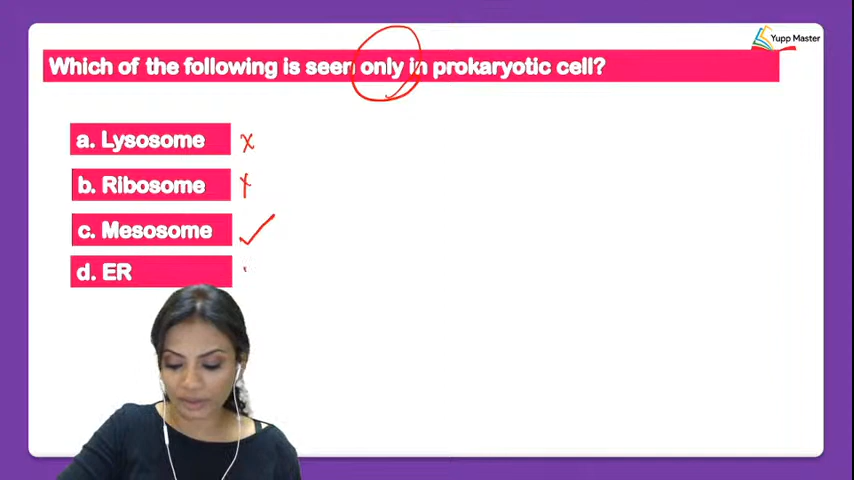 Yupp Master
Which of the following is seen only in prokaryotic cell?
a. Lysosome
b. Ribosome
c. Mesosome
d. ER